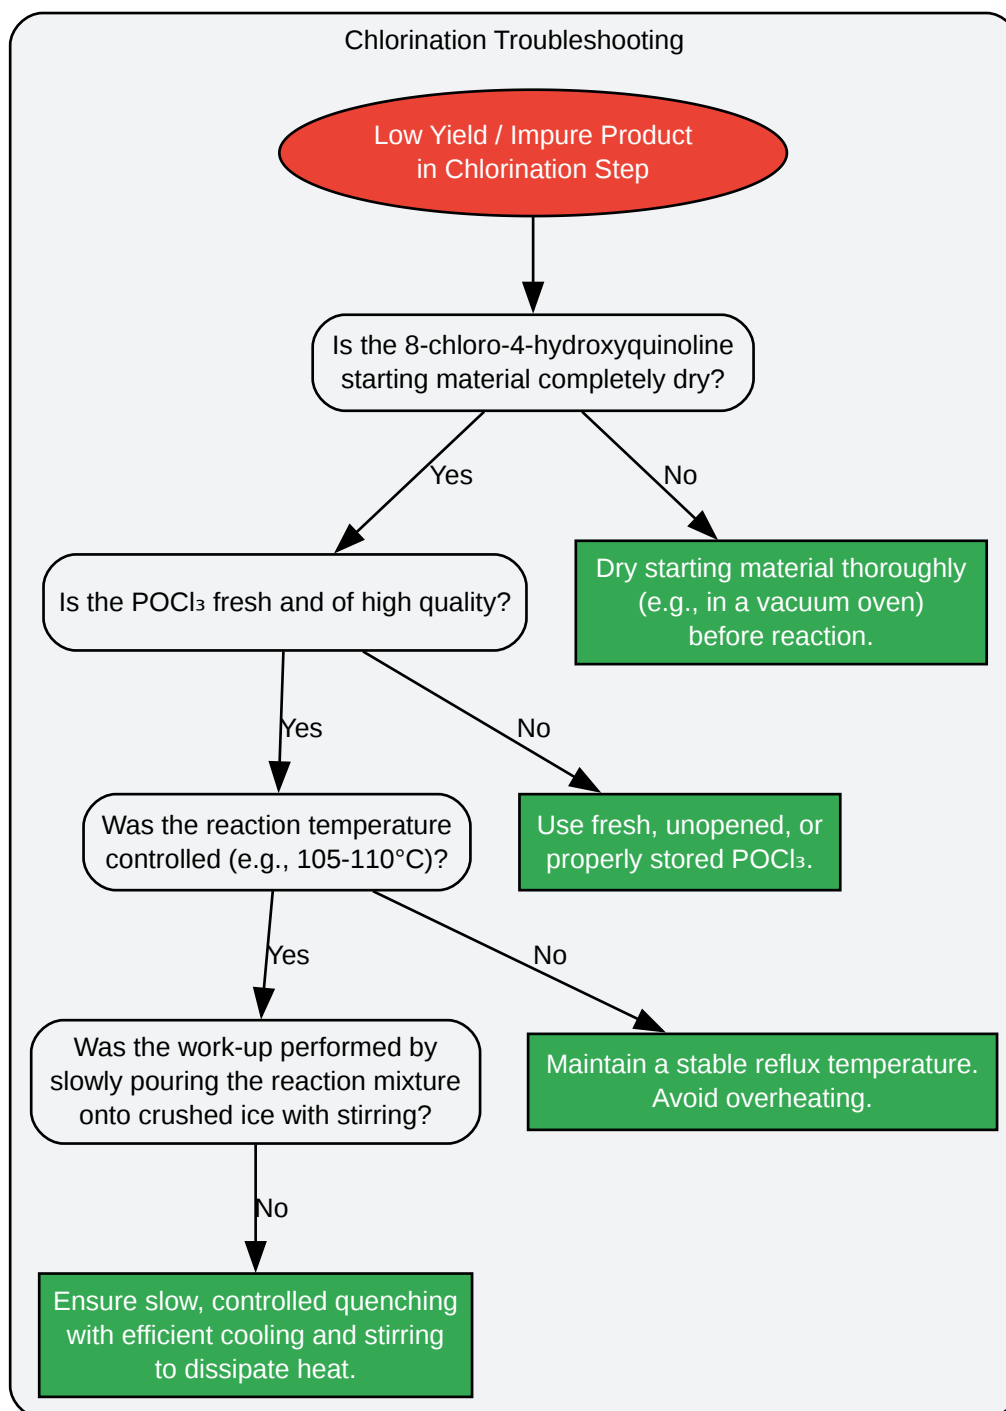 Chlorination Troubleshooting
Low Yield / Impure Product
in Chlorination Step
Is the 8-chloro-4-hydroxyquinoline
starting material completely dry?
Yes
No
Is the POCl₃ fresh and of high quality?
Dry starting material thoroughly
(e.g., in a vacuum oven)
before reaction.
Yes
No
Was the reaction temperature
controlled (e.g., 105-110°C)?
Use fresh, unopened, or
properly stored POCl₃.
Yes
No
Was the work-up performed by
slowly pouring the reaction mixture
onto crushed ice with stirring?
Maintain a stable reflux temperature.
Avoid overheating.
No
Ensure slow, controlled quenching
with efficient cooling and stirring
to dissipate heat.